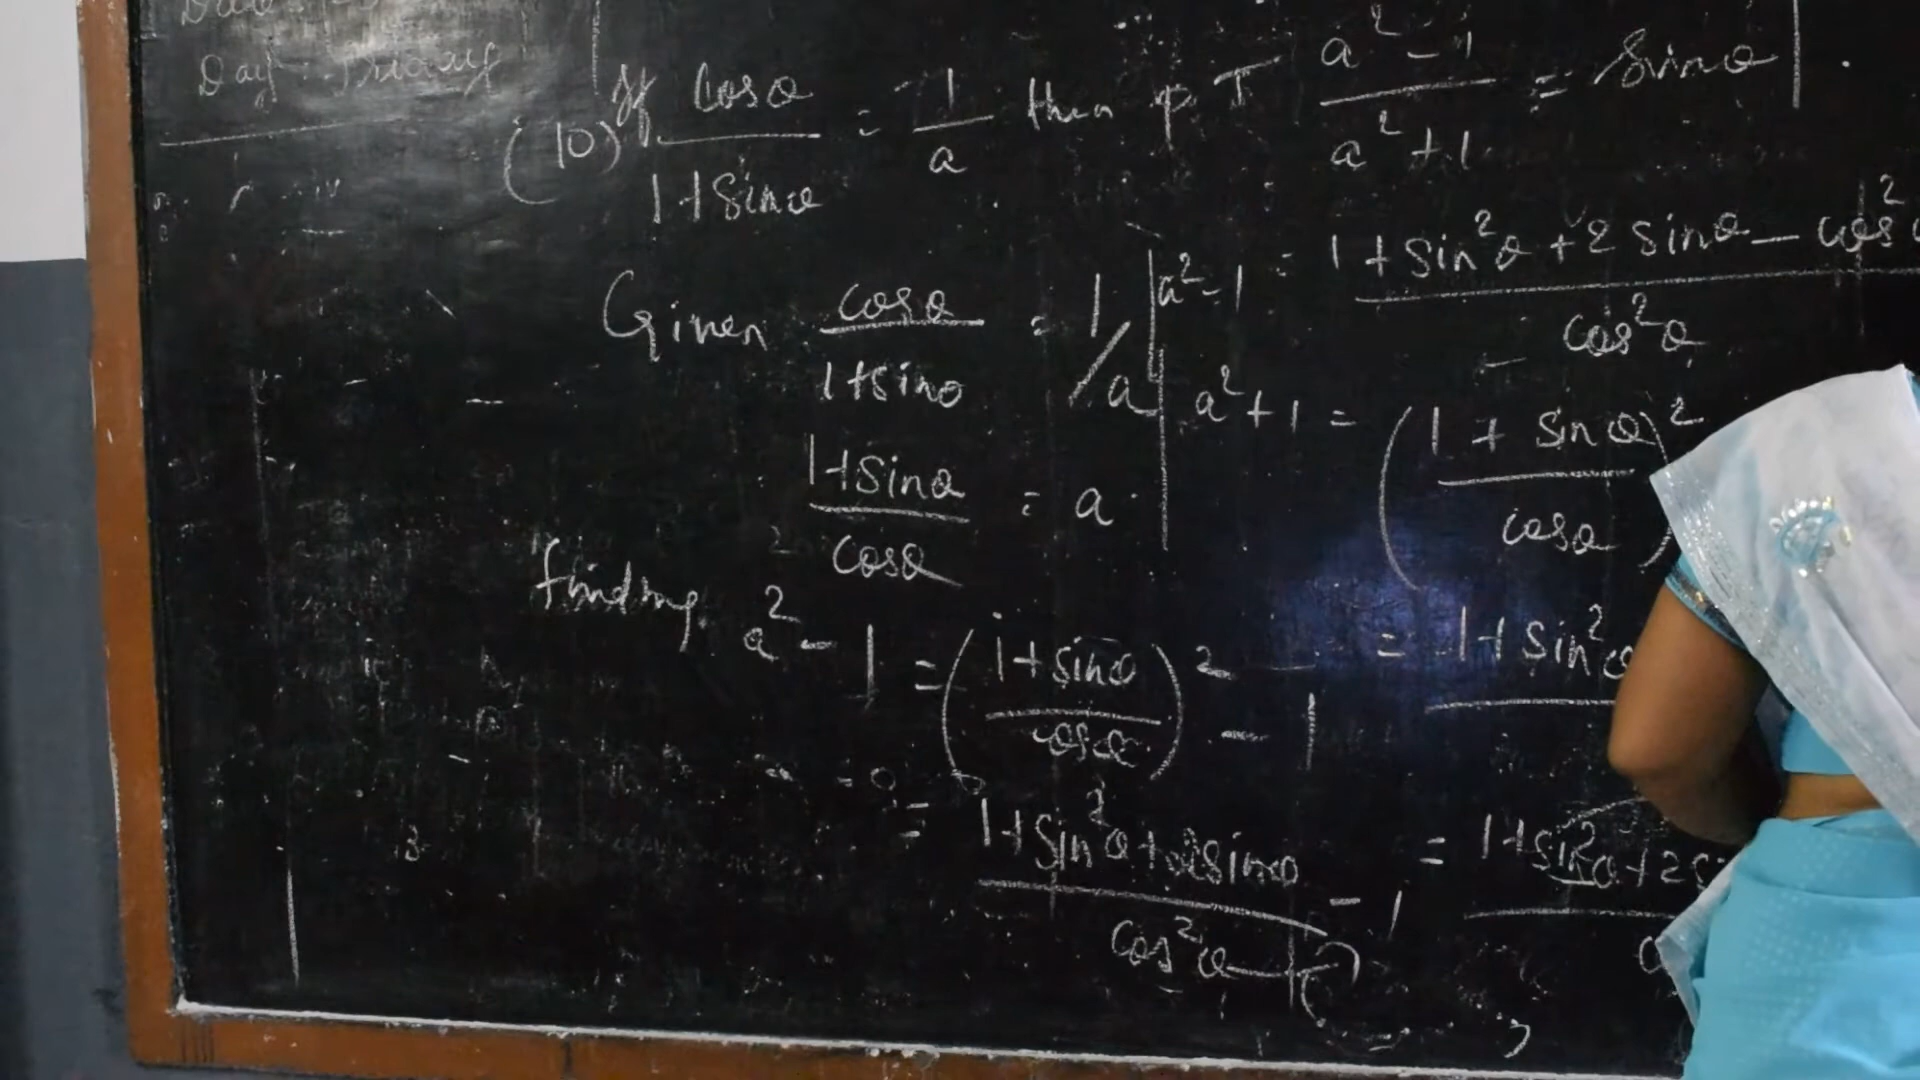 Day: Friday
(10) If cosθ / 1+sinθ = 1/a then p.T a²-1 / a²+1 = sinθ
Given cosθ / 1+sinθ = 1/a
1+sinθ / cosθ = a
finding a²-1 = (1+sinθ / cosθ)² - 1
= 1+sin²θ+2sinθ / cos²θ - 1
a²-1 = 1+sin²θ+2sinθ-cos²θ / cos²θ
a²+1 = (1+sinθ / cosθ)²
= 1+sin²θ
= 1+sin²θ+2s